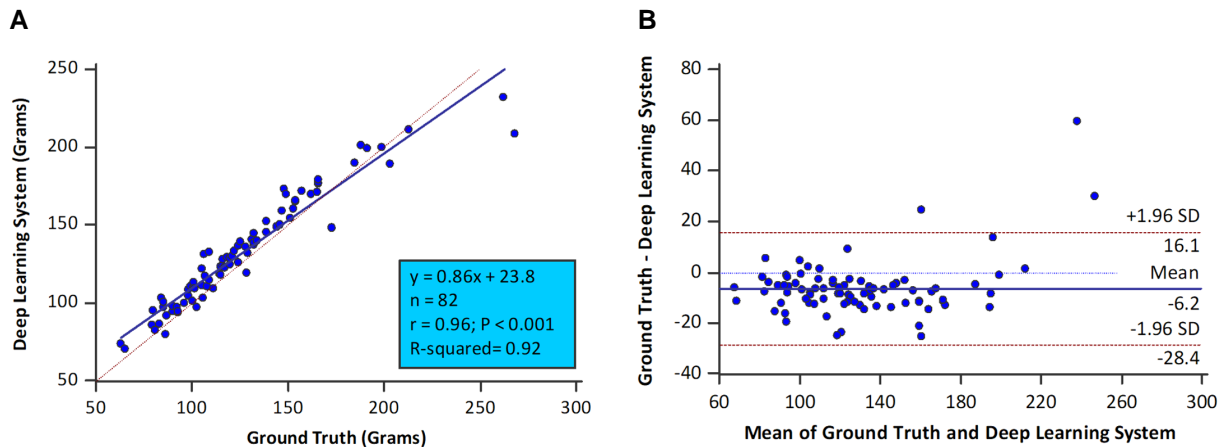 A
Deep Learning System (Grams)
250
200
150
100
50
50 100 150 200 250 300
Ground Truth (Grams)
y = 0.86x + 23.8
n = 82
r = 0.96; P < 0.001
R-squared= 0.92
B
Ground Truth - Deep Learning System
80
60
40
20
0
-20
-40
60 100 140 180 220 260 300
Mean of Ground Truth and Deep Learning System
+1.96 SD
16.1
Mean
-6.2
-1.96 SD
-28.4